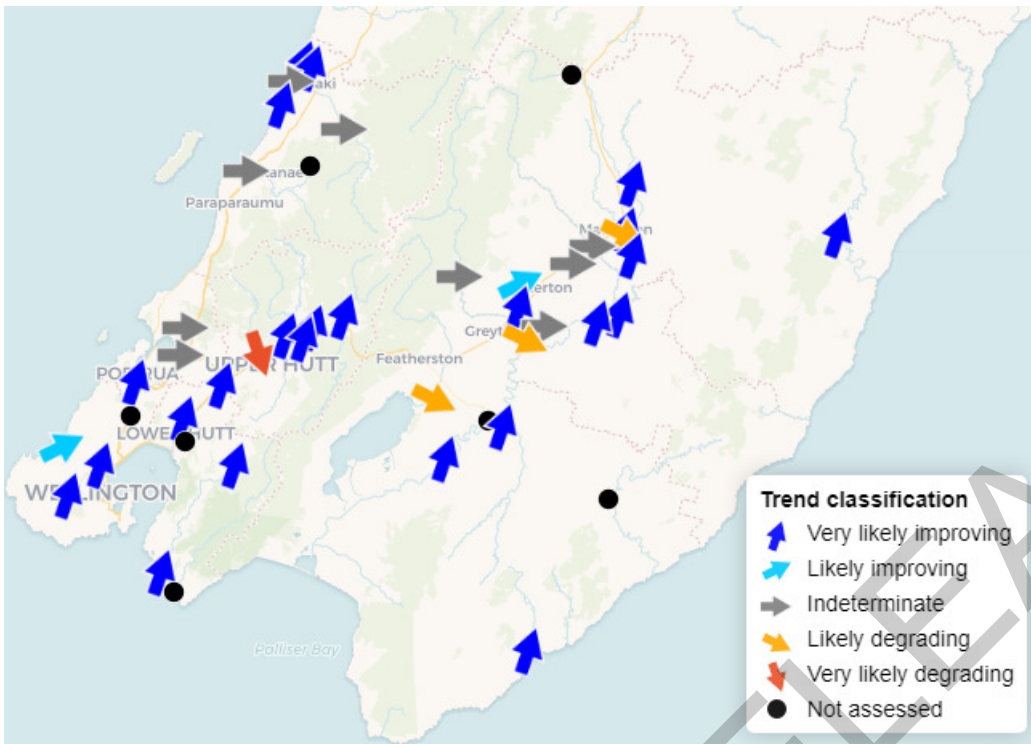 Paraparaumu
UPPER HUTT
Featherston
LOWER HUTT
WELLINGTON
Palliser Bay
Trend classification
Very likely improving
Likely improving
Indeterminate
Likely degrading
Very likely degrading
Not assessed